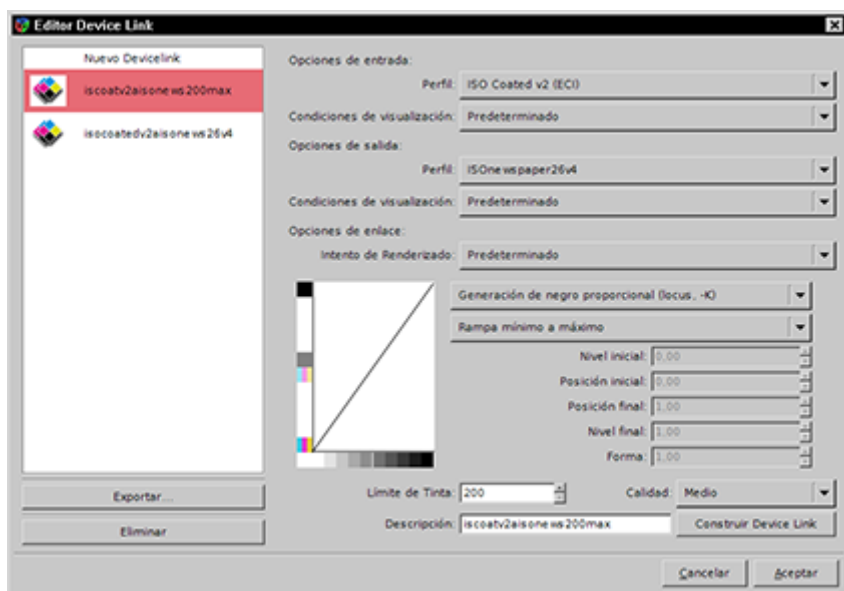 Editor Device Link
Nuevo Devicelink
iscoatv2aisonews200max
isocoatedv2aisonews26v4
Exportar...
Eliminar
Opciones de entrada:
Perfil: ISO Coated v2 (ECI)
Condiciones de visualización: Predeterminado
Opciones de salida:
Perfil: ISOnewspaper26v4
Condiciones de visualización: Predeterminado
Opciones de enlace:
Intento de Renderizado: Predeterminado
Generación de negro proporcional (locus, -K)
Rampa mínimo a máximo
Nivel inicial: 0,00
Posición inicial: 0,00
Posición final: 1,00
Nivel final: 1,00
Forma: 1,00
Límite de Tinta: 200 Calidad: Medio
Descripción: iscoatv2aisonews200max Construir Device Link
Cancelar Aceptar